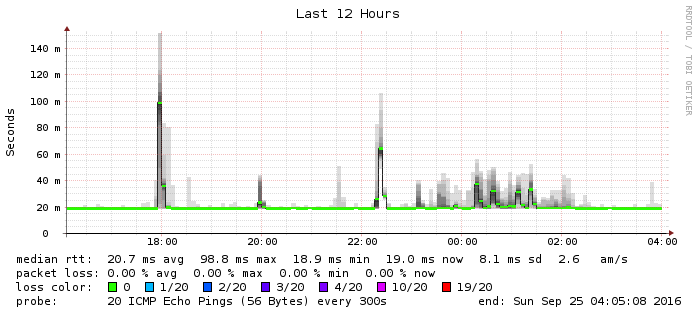 Last 12 Hours
RRDTOOL / TOBI OETIKER
Seconds
140 m
120 m
100 m
80 m
60 m
40 m
20 m
0
18:00 20:00 22:00 00:00 02:00 04:00
median rtt: 20.7 ms avg 98.8 ms max 18.9 ms min 19.0 ms now 8.1 ms sd 2.6 am/s
packet loss: 0.00 % avg 0.00 % max 0.00 % min 0.00 % now
loss color: 0 1/20 2/20 3/20 4/20 10/20 19/20
probe: 20 ICMP Echo Pings (56 Bytes) every 300s end: Sun Sep 25 04:05:08 2016